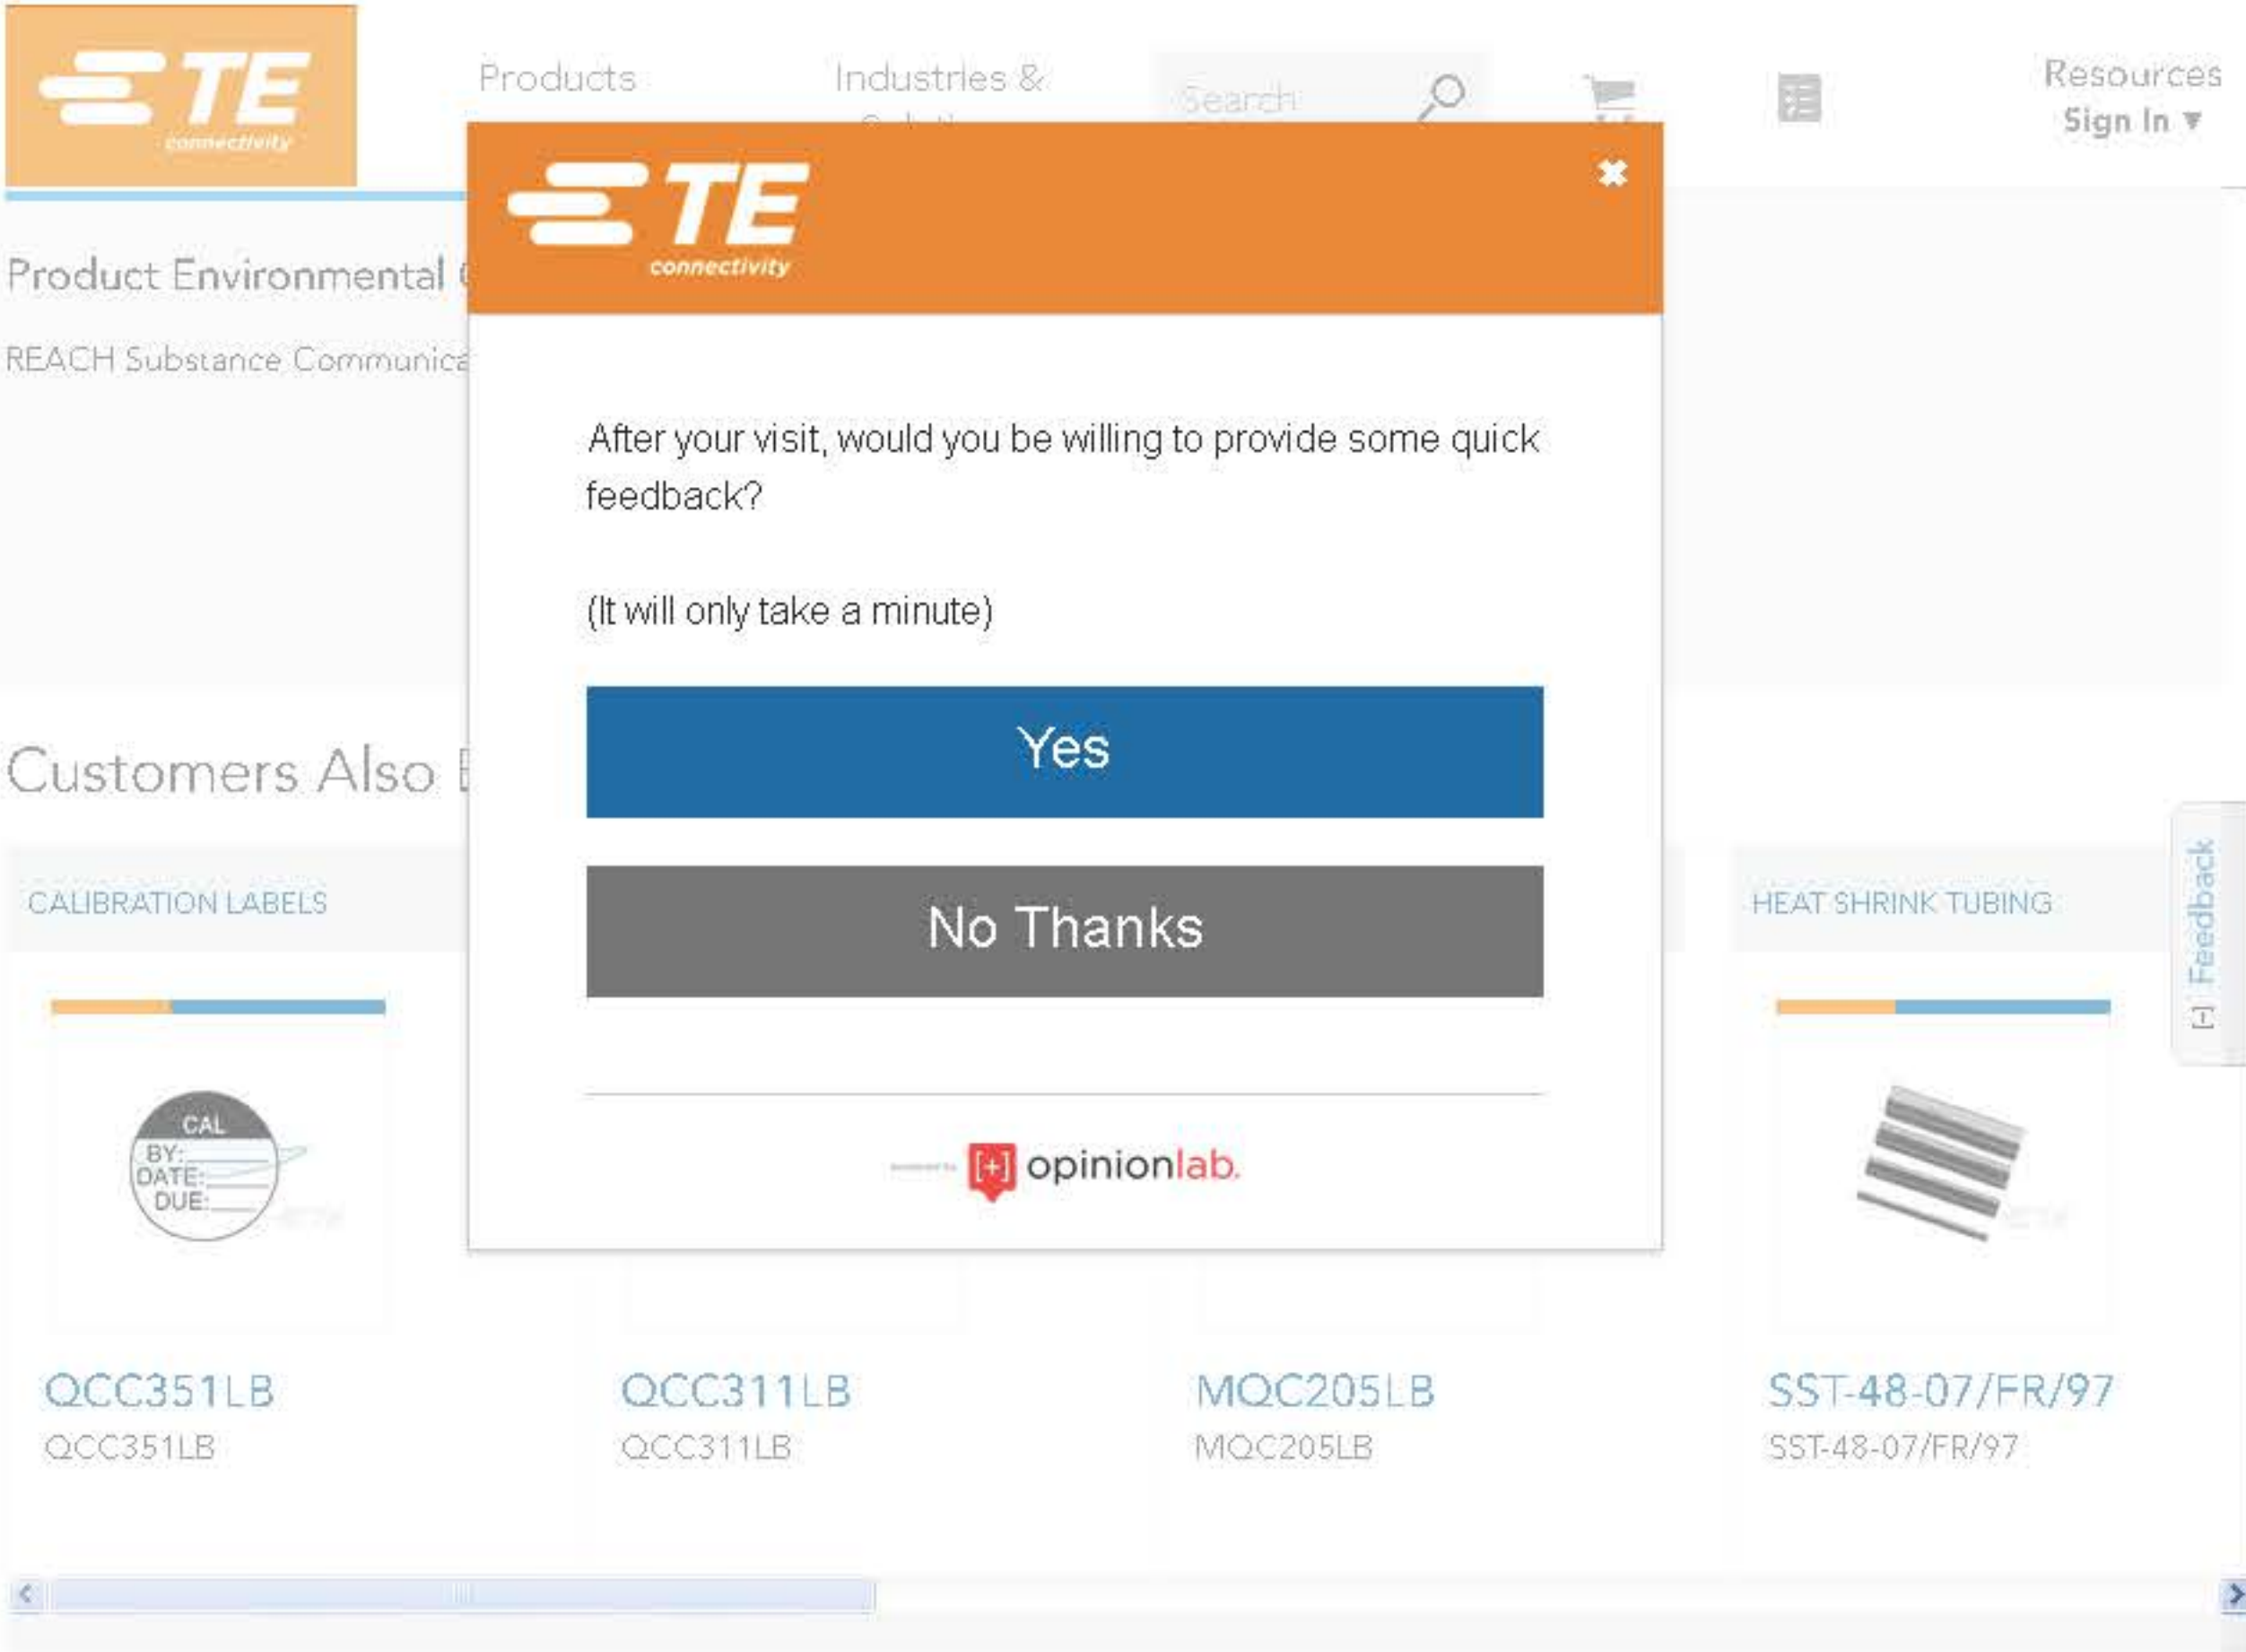 TE
connectivity
Products
Industries &
Search
Resources
Sign In
TE
connectivity
Product Environmental
REACH Substance
After your visit, would you be willing to provide some quick
feedback?
(It will only take a minute)
Yes
No Thanks
opinionlab.
Customers Also
[-] Feedback
CALIBRATION LABELS
HEAT SHRINK TUBING
CAL
BY:
DATE:
DUE:
QCC351LB
QCC351LB
QCC311LB
QCC311LB
MQC205LB
MQC205LB
SST-48-07/FR/97
SST-48-07/FR/97